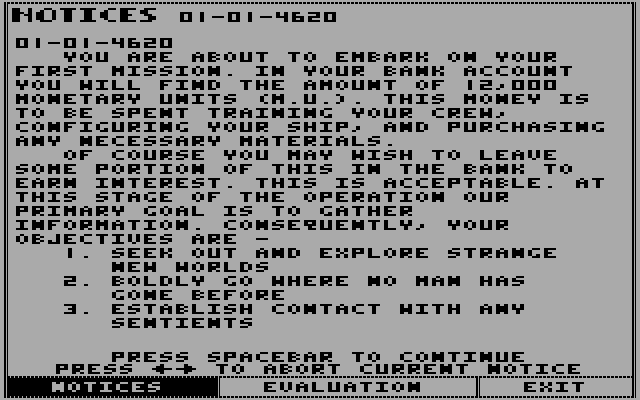 NOTICES 01-01-4620
01-01-4620
YOU ARE ABOUT TO EMBARK ON YOUR
FIRST MISSION. IN YOUR BANK ACCOUNT
YOU WILL FIND THE AMOUNT OF 12,000
MONETARY UNITS (M.U.). THIS MONEY IS
TO BE SPENT TRAINING YOUR CREW,
CONFIGURING YOUR SHIP, AND PURCHASING
ANY NECESSARY MATERIALS.
OF COURSE YOU MAY WISH TO LEAVE
SOME PORTION OF THIS IN THE BANK TO
EARN INTEREST. THIS IS ACCEPTABLE. AT
THIS STAGE OF THE OPERATION OUR
PRIMARY GOAL IS TO GATHER
INFORMATION. CONSEQUENTLY, YOUR
OBJECTIVES ARE -
1. SEEK OUT AND EXPLORE STRANGE
NEW WORLDS
2. BOLDLY GO WHERE NO MAN HAS
GONE BEFORE
3. ESTABLISH CONTACT WITH ANY
SENTIENTS
PRESS SPACEBAR TO CONTINUE
PRESS ←→ TO ABORT CURRENT NOTICE
NOTICES EVALUATION EXIT